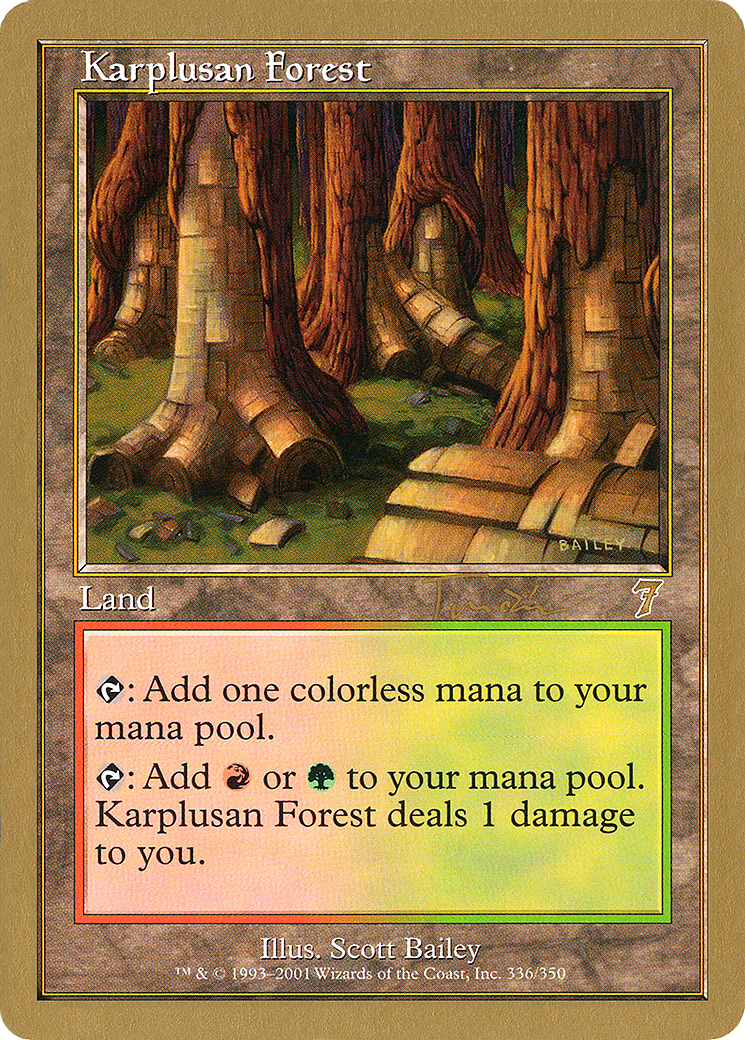 Karplusan Forest
BAILEY
Land
7
: Add one colorless mana to your
mana pool.
: Add or to your mana pool.
Karplusan Forest deals 1 damage
to you.
Illus. Scott Bailey
™ & © 1993–2001 Wizards of the Coast, Inc. 336/350